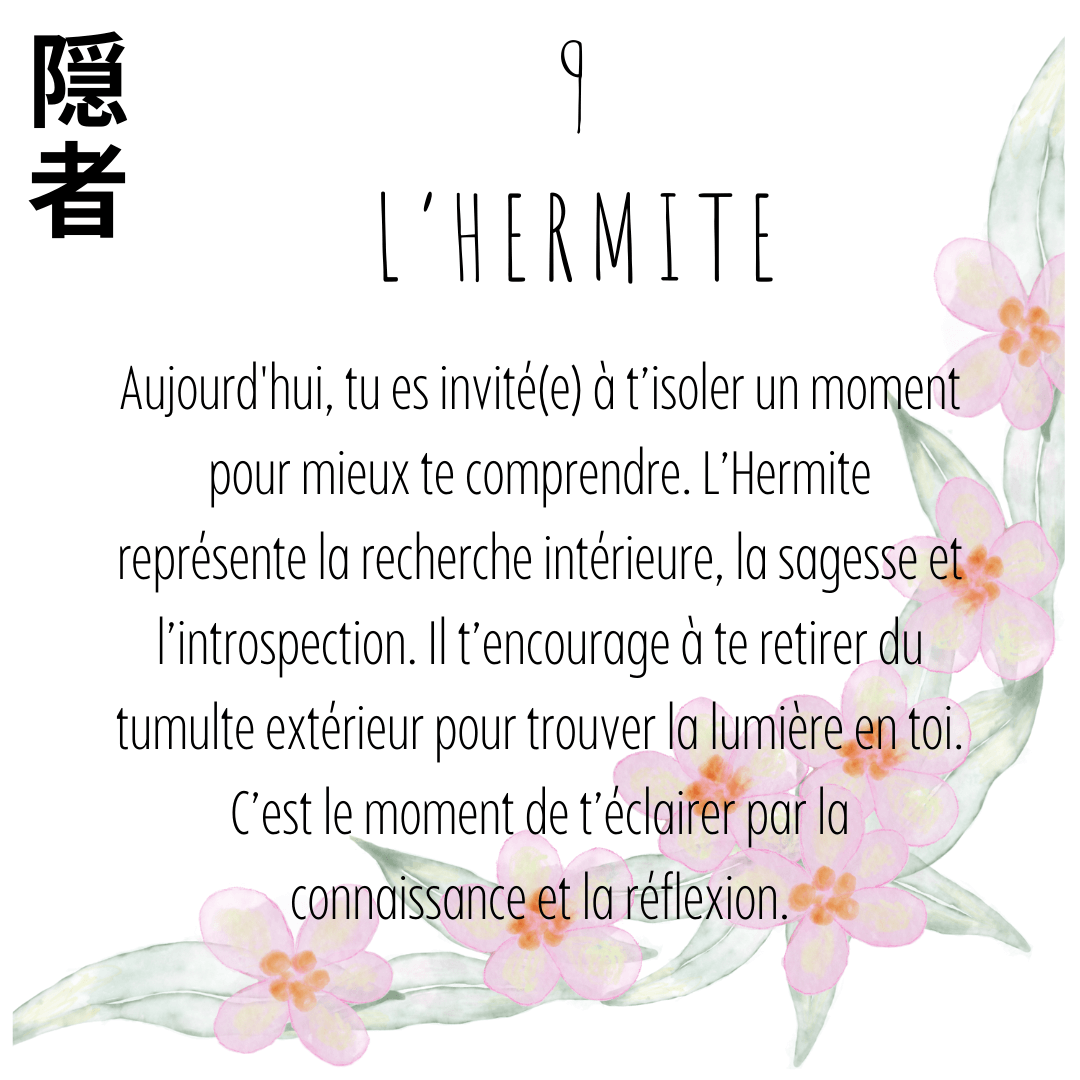 隠者
9
L’HERMITE
Aujourd'hui, tu es invité(e) à t’isoler un moment
pour mieux te comprendre. L’Hermite
représente la recherche intérieure, la sagesse et
l’introspection. Il t’encourage à te retirer du
tumulte extérieur pour trouver la lumière en toi.
C’est le moment de t’éclairer par la
connaissance et la réflexion.